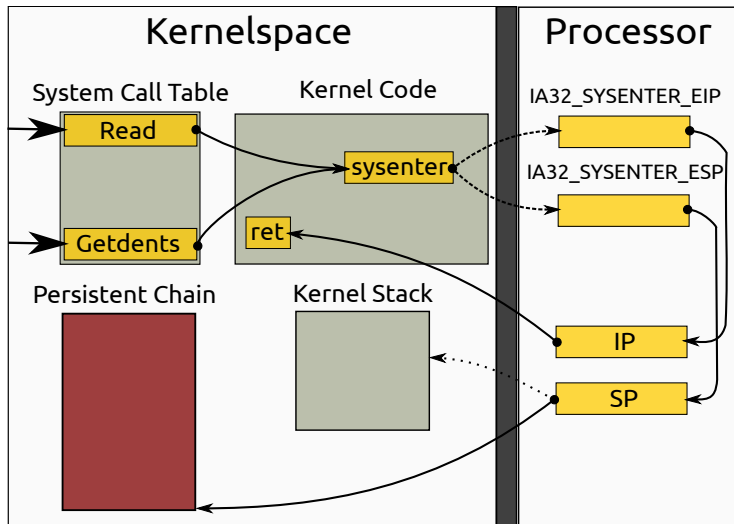 Kernelspace
Processor
System Call Table
Kernel Code
IA32_SYSENTER_EIP
Read
sysenter
IA32_SYSENTER_ESP
Getdents
ret
Persistent Chain
Kernel Stack
IP
SP